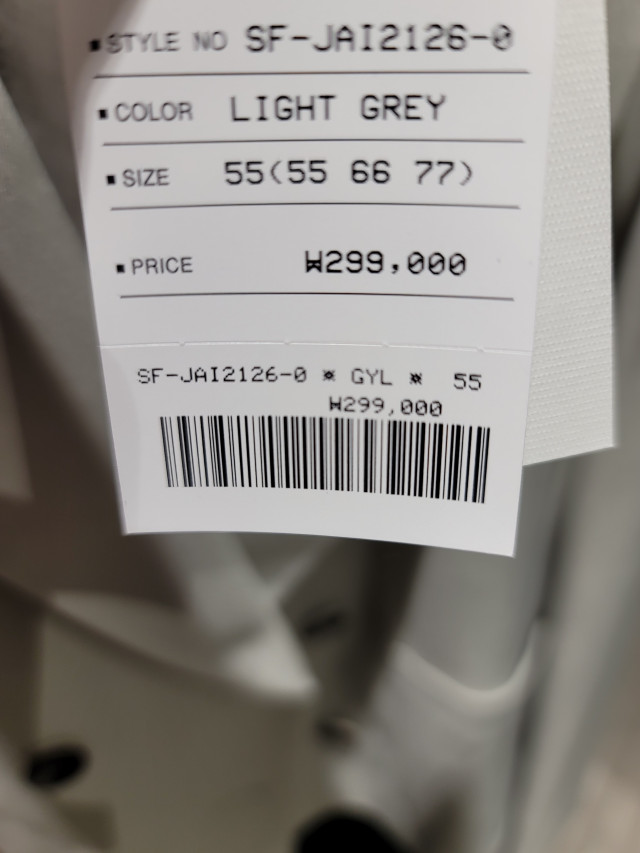 ▪STYLE NO SF-JAI2126-0
▪COLOR LIGHT GREY
▪SIZE 55(55 66 77)
▪PRICE ₩299,000
SF-JAI2126-0 * GYL * 55
₩299,000